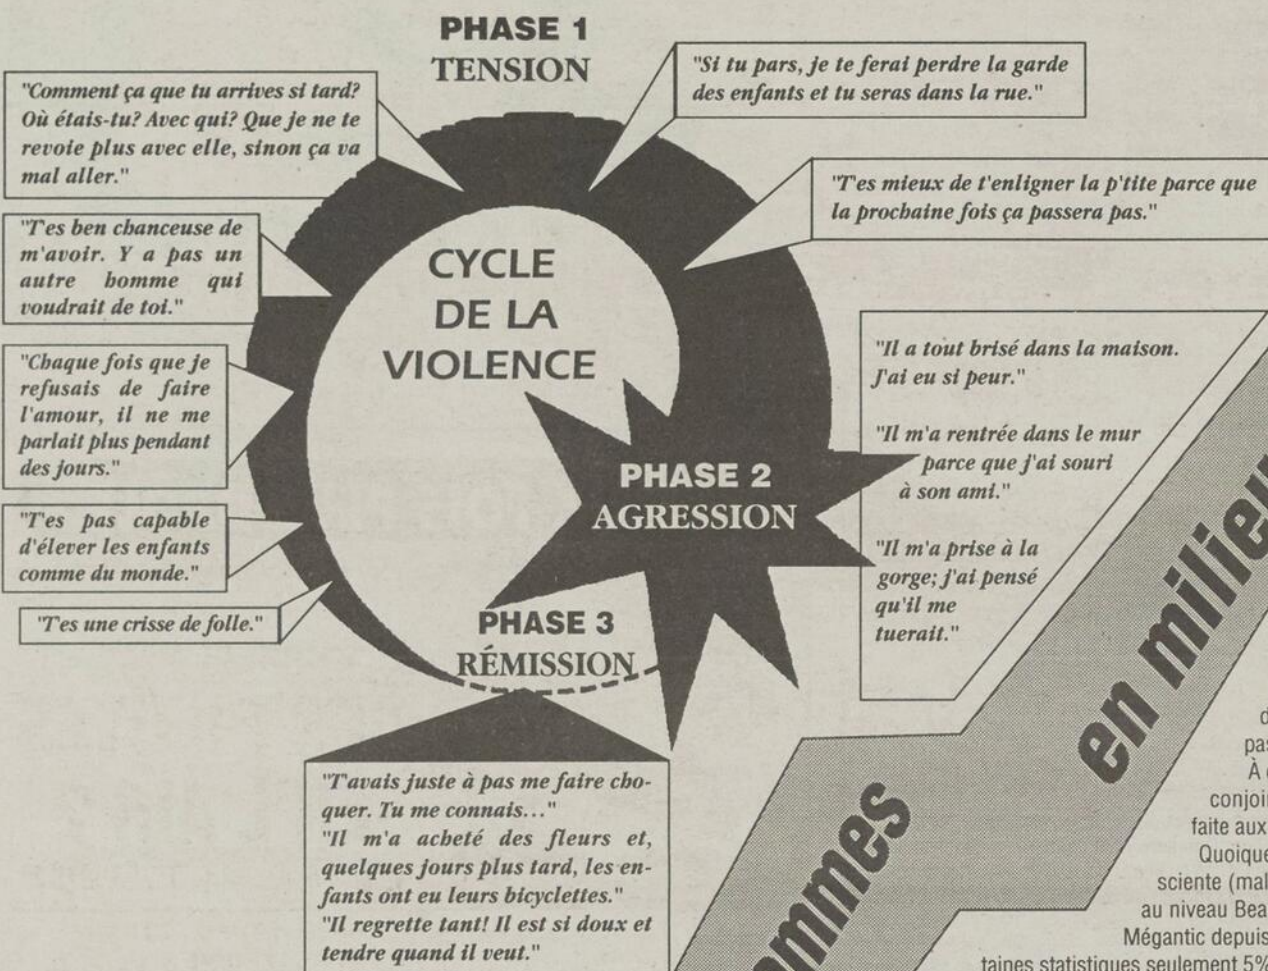 PHASE 1
TENSION
"Comment ça que tu arrives si tard?
Où étais-tu? Avec qui? Que je ne te
revoie plus avec elle, sinon ça va
mal aller."
"Si tu pars, je te ferai perdre la garde
des enfants et tu seras dans la rue."
"T'es mieux de t'enligner la p'tite parce que
la prochaine fois ça passera pas."
"T'es ben chanceuse de
m'avoir. Y a pas un
autre homme qui
voudrait de toi."
"Chaque fois que je
refusais de faire
l'amour, il ne me
parlait plus pendant
des jours."
"T'es pas capable
d'élever les enfants
comme du monde."
"T'es une crisse de folle."
CYCLE
DE LA
VIOLENCE
PHASE 2
AGRESSION
"Il a tout brisé dans la maison.
J'ai eu si peur."
"Il m'a rentrée dans le mur
parce que j'ai souri
à son ami."
"Il m'a prise à la
gorge; j'ai pensé
qu'il me
tuerait."
PHASE 3
RÉMISSION
"T'avais juste à pas me faire cho-
quer. Tu me connais..."
"Il m'a acheté des fleurs et,
quelques jours plus tard, les en-
fants ont eu leurs bicyclettes."
"Il regrette tant! Il est si doux et
tendre quand il veut."
en milieu
mmes
d
pas
À
conjoin
faite aux
Quoique
sciente (mal
au niveau Bea
Mégantic depuis
taines statistiques seulement 5%